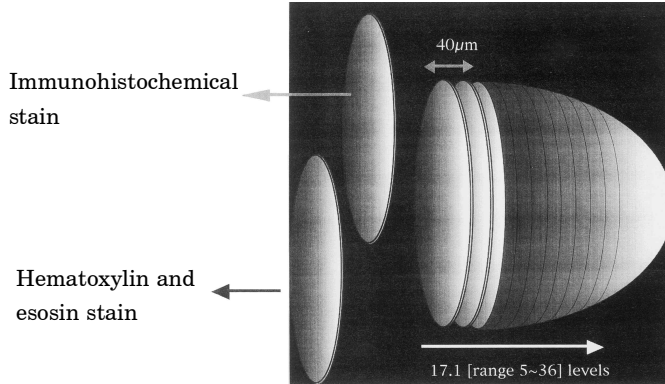 Immunohistochemical
stain
40μm
Hematoxylin and
esosin stain
17.1 [range 5~36] levels